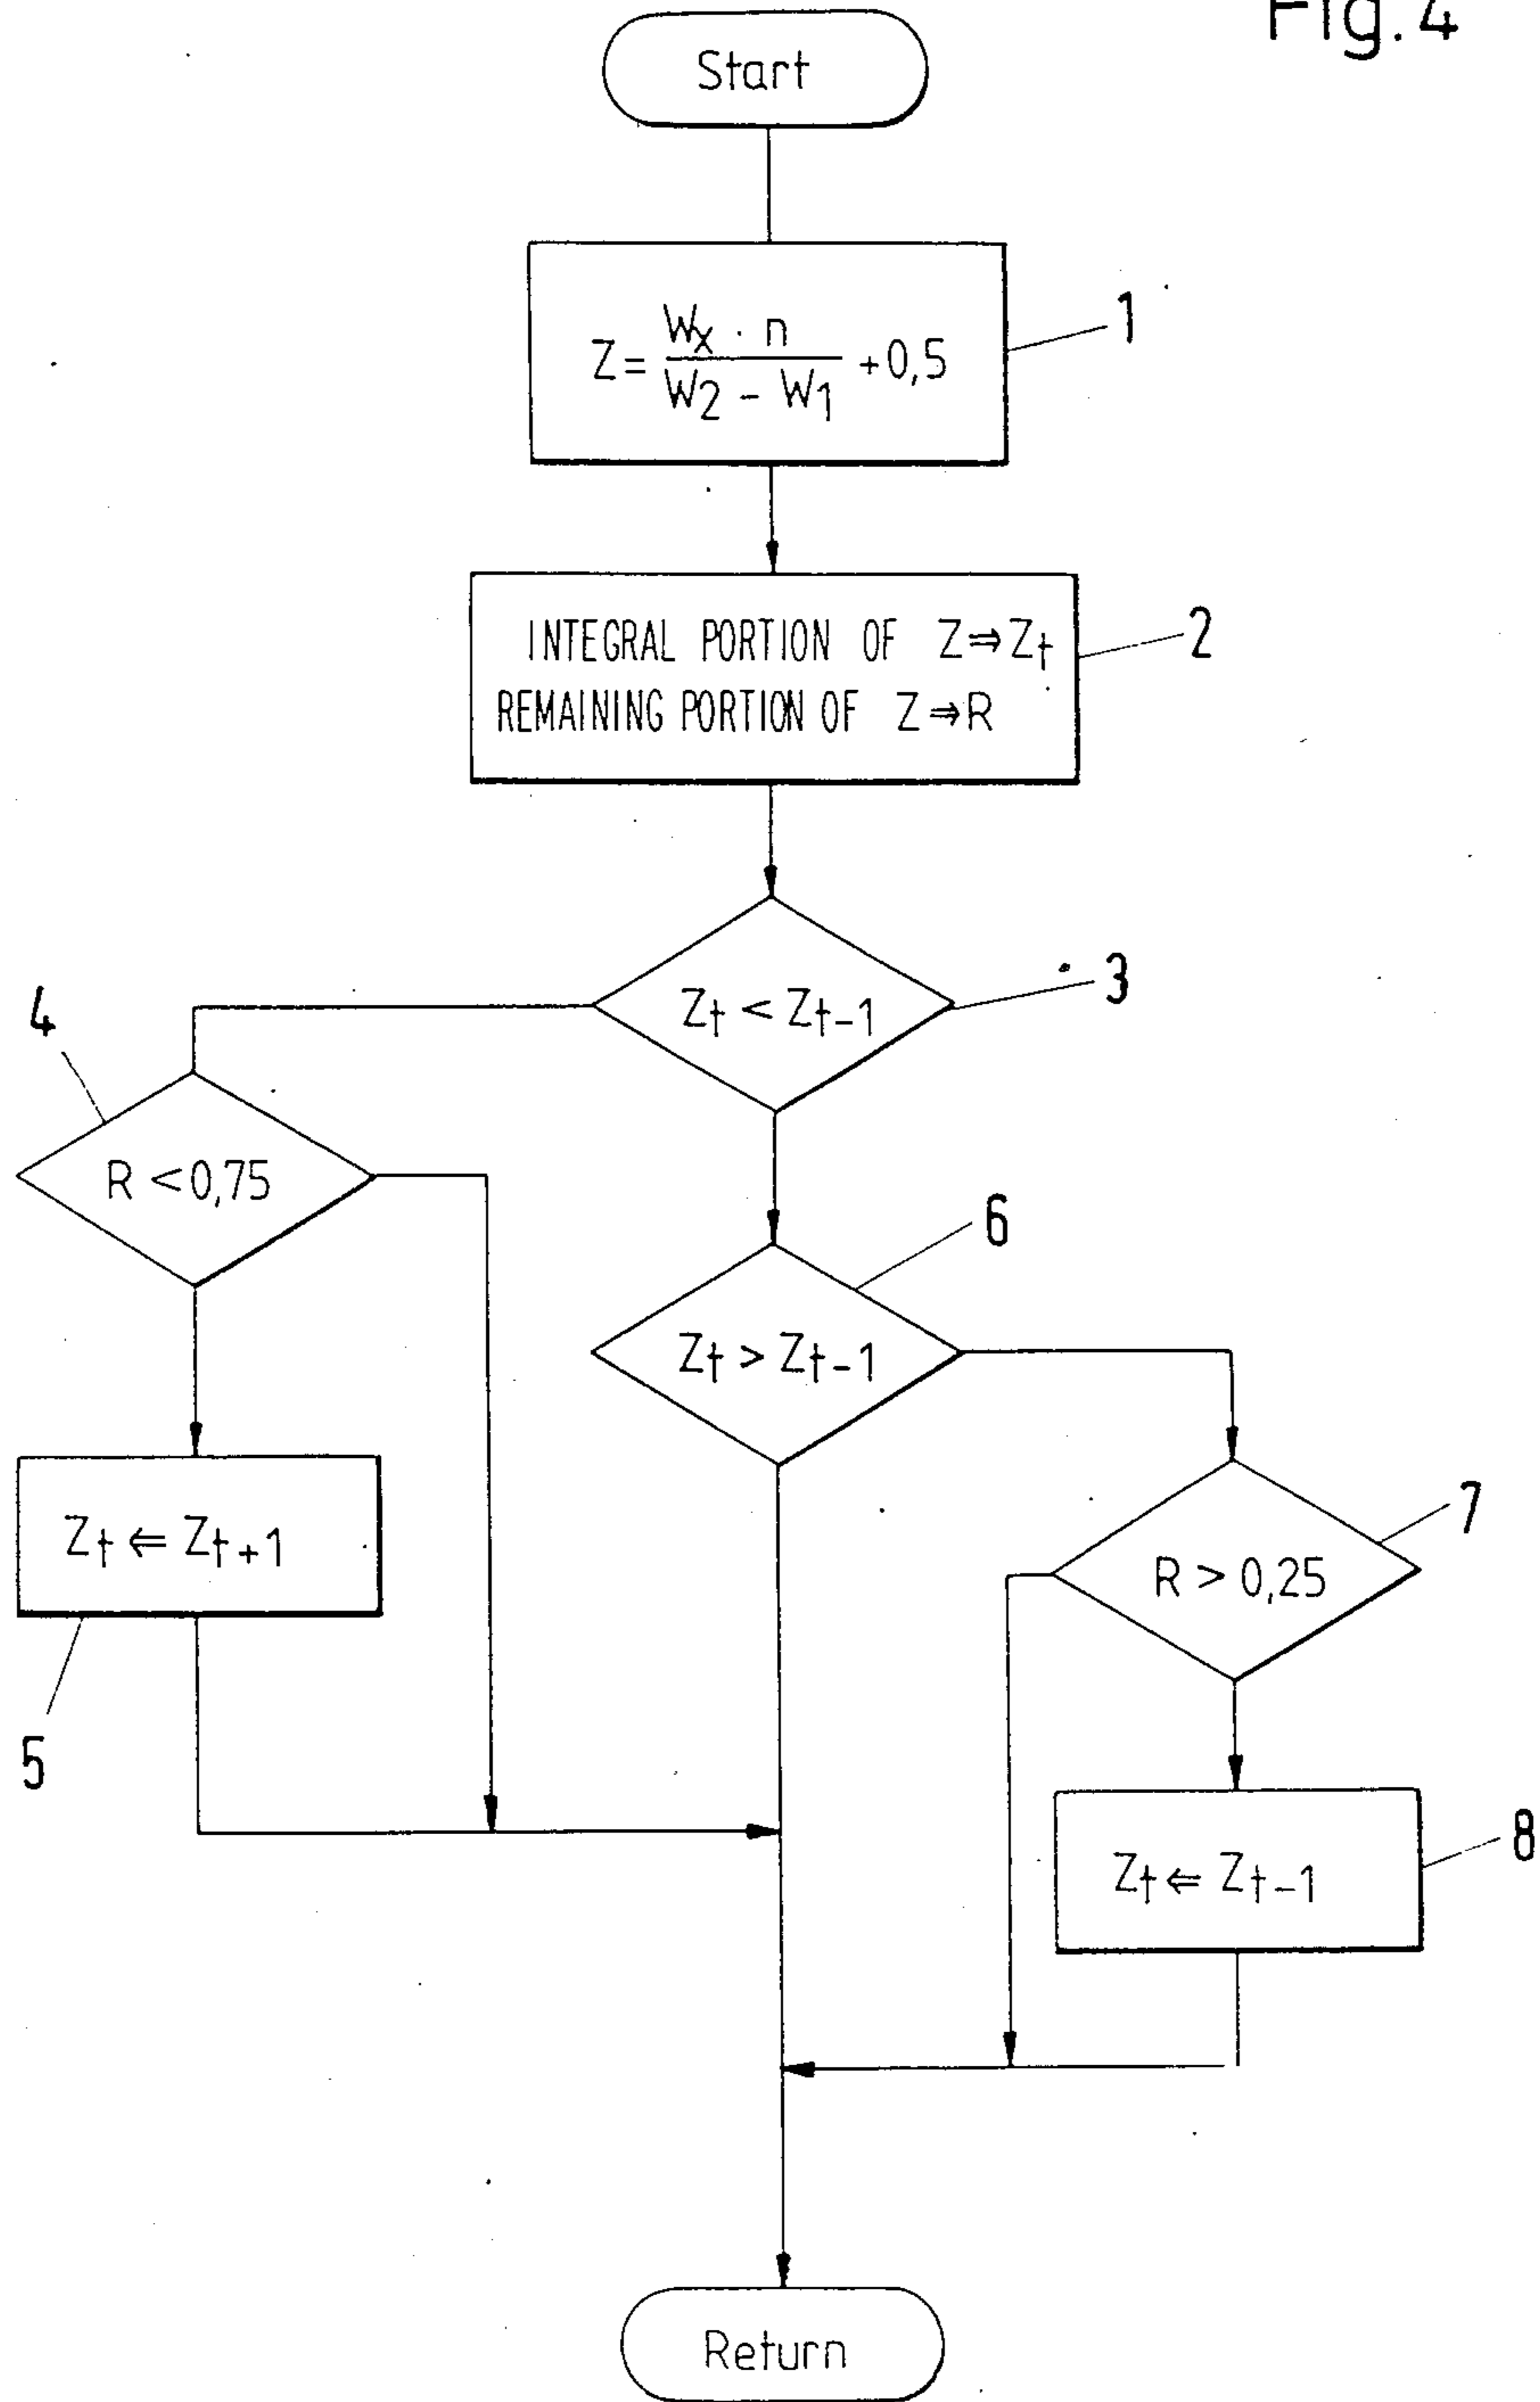 Fig. 4
Start
Z = Wx · n / W2 - W1 + 0,5
1
INTEGRAL PORTION OF Z ⇒ Zt
REMAINING PORTION OF Z ⇒ R
2
Zt < Zt-1
3
4
R < 0,75
6
Zt > Zt-1
Zt ⇐ Zt+1
5
7
R > 0,25
Zt ⇐ Zt-1
8
Return